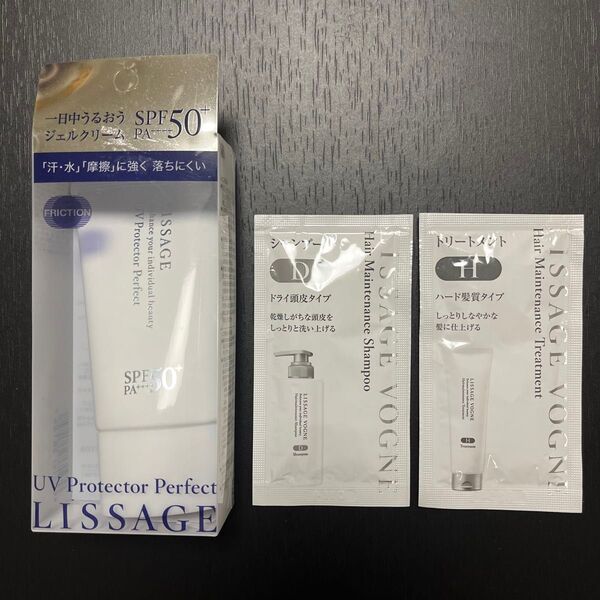 一日中うるおう
ジェルクリーム
SPF50+
PA++++
「汗・水」「摩擦」に強く 落ちにくい
FRICTION
LISSAGE
UV Protector Perfect
SPF50+
PA++++
UV Protector Perfect
LISSAGE
シャンプー
D
ドライ頭皮タイプ
乾燥しがちな頭皮を
しっとりと洗い上げる
LISSAGE VOGNE
Hair Maintenance Shampoo
LISSAGE VOGNE
D
Shampoo
トリートメント
H
ハード髪質タイプ
しっとりしなやかな
髪に仕上げる
LISSAGE VOGNE
Hair Maintenance Treatment
LISSAGE VOGNE
H
Treatment